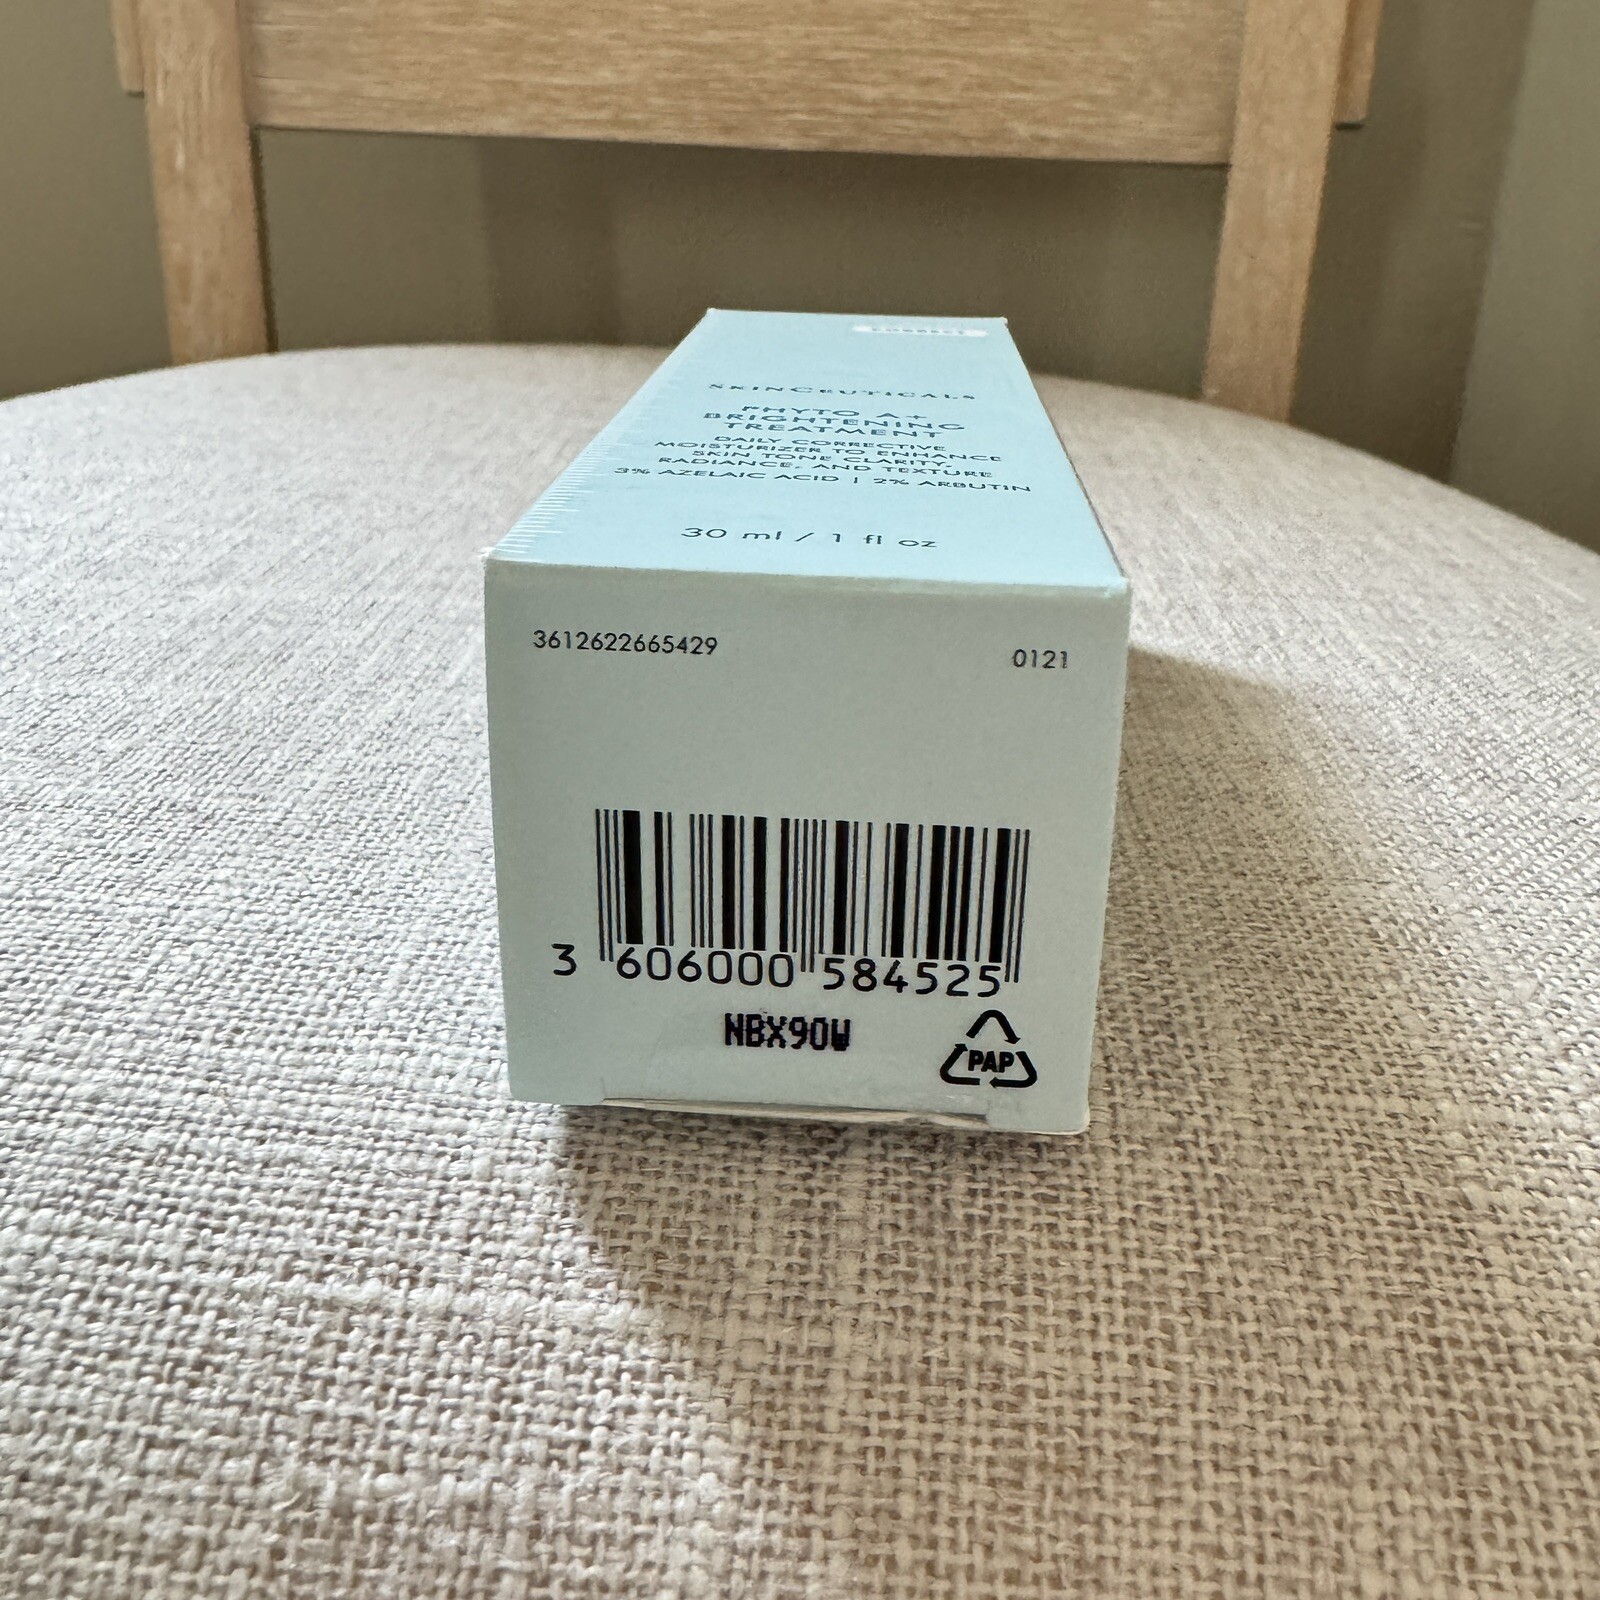 CORRECT
SKINCEUTICALS
PHYTO A+
BRIGHTENING
TREATMENT
DAILY CORRECTIVE
MOISTURIZER TO ENHANCE
SKIN TONE CLARITY,
RADIANCE, AND TEXTURE
3% AZELAIC ACID | 2% ARBUTIN
30 ml / 1 fl oz
3612622665429 0121
3 606000 584525
NBX90W
PAP